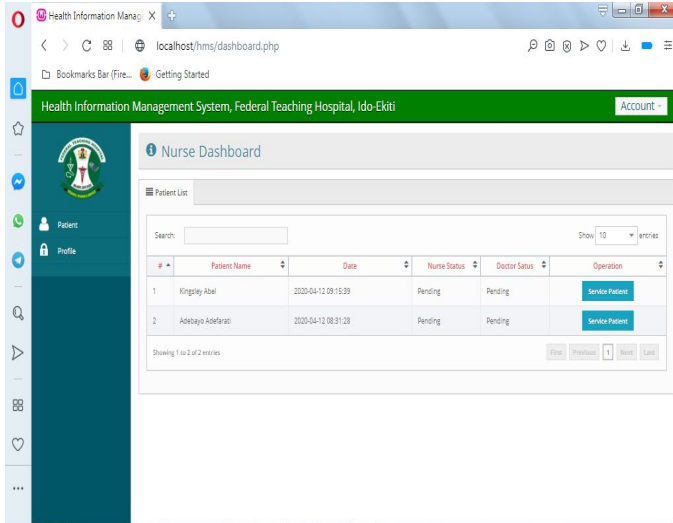 Health Information Manag
localhost/hms/dashboard.php
Bookmarks Bar (Fire... Getting Started
Health Information Management System, Federal Teaching Hospital, Ido-Ekiti Account
Nurse Dashboard
Patient List
Patient
Profile
Search: Show 10 entries
# Patient Name Date Nurse Status Doctor Satus Operation
1 Kingsley Abel 2020-04-12 09:15:39 Pending Pending Service Patient
2 Adebayo Adefarati 2020-04-12 08:31:28 Pending Pending Service Patient
Showing 1 to 2 of 2 entries First Previous 1 Next Last